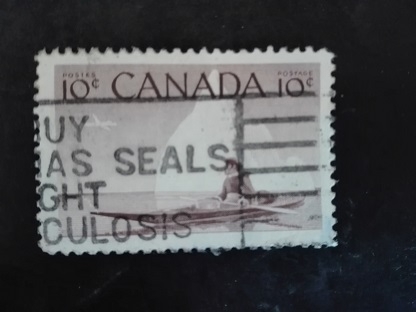 POSTES POSTAGE
10¢ CANADA 10¢
UY
AS SEALS
GHT
CULOSIS